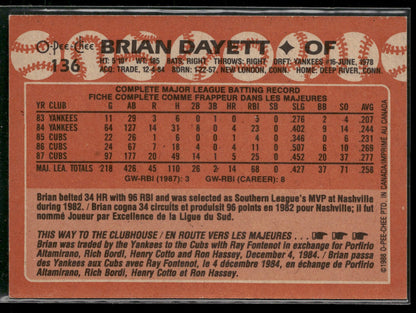 O-Pee-Chee
136
BRIAN DAYETT ✦ OF
HT: 5'10" WT: 185 BATS: RIGHT THROWS: RIGHT DRFT: YANKEES #16-JUNE, 1978
ACQ: TRADE, 12-4-84 BORN: 1-22-57, NEW LONDON, CONN. HOME: DEEP RIVER, CONN.
COMPLETE MAJOR LEAGUE BATTING RECORD
FICHE COMPLÈTE COMME FRAPPEUR DANS LES MAJEURES
YR CLUB G AB R H 2B 3B HR RBI SB SLG BB SO AVG
83 YANKEES 11 29 3 6 0 1 0 5 0 .276 2 4 .207
84 YANKEES 64 127 14 31 4 .402 9 14 .244
85 CUBS 22 26 1 6 0 0 1 4 0 .346 0 6 .231
86 CUBS 24 67 7 18 4 0 4 11 0 .507 6 10 .269
87 CUBS 97 177 20 49 14 1 5 25 0 .452 20 37 .277
MAJ. LEA. TOTALS 218 426 45 110 .427 37 71 .258
GW-RBI (1987): 3 GW-RBI (CAREER): 8
Brian belted 34 HR with 96 RBI and was selected as Southern League's MVP at Nashville
during 1982. / Brian cogna 34 circuits et produisit 96 points en 1982 pour Nashville; il fut
nommé Joueur par Excellence de la Ligue du Sud.
THIS WAY TO THE CLUBHOUSE / EN ROUTE VERS LES MAJEURES
Brian was traded by the Yankees to the Cubs with Ray Fontenot in exchange for Porfirio
Altamirano, Rich Bordi, Henry Cotto and Ron Hassey, December 4, 1984. / Brian passa
des Yankees aux Cubs avec Ray Fontenot, le 4 décembre 1984, en échange de Porfirio
Altamirano, Rich Bordi, Henry Cotto et Ron Hassey.
©1988 O-PEE-CHEE PTD. IN CANADA/IMPRIMÉ AU CANADA